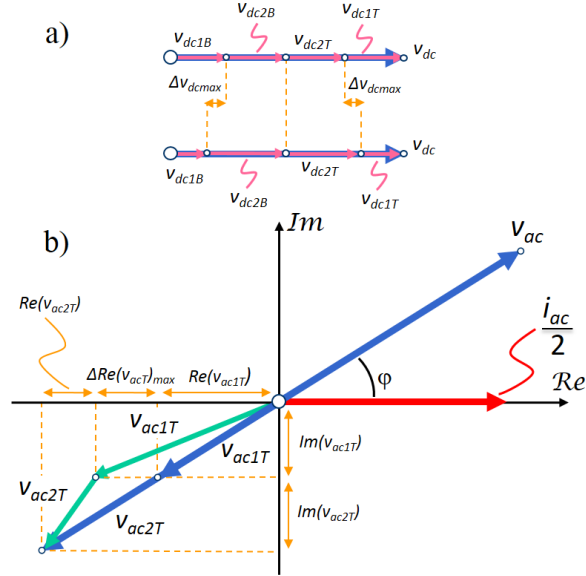 a)
v_dc1B v_dc2B v_dc2T v_dc1T v_dc
Δv_dcmax Δv_dcmax
v_dc1B v_dc2B v_dc2T v_dc1T v_dc
b)
Im
v_ac
Re(v_ac2T)
i_ac
2
ΔRe(v_acT)_max Re(v_ac1T)
φ
Re
v_ac1T
v_ac1T Im(v_ac1T)
v_ac2T
v_ac2T Im(v_ac2T)